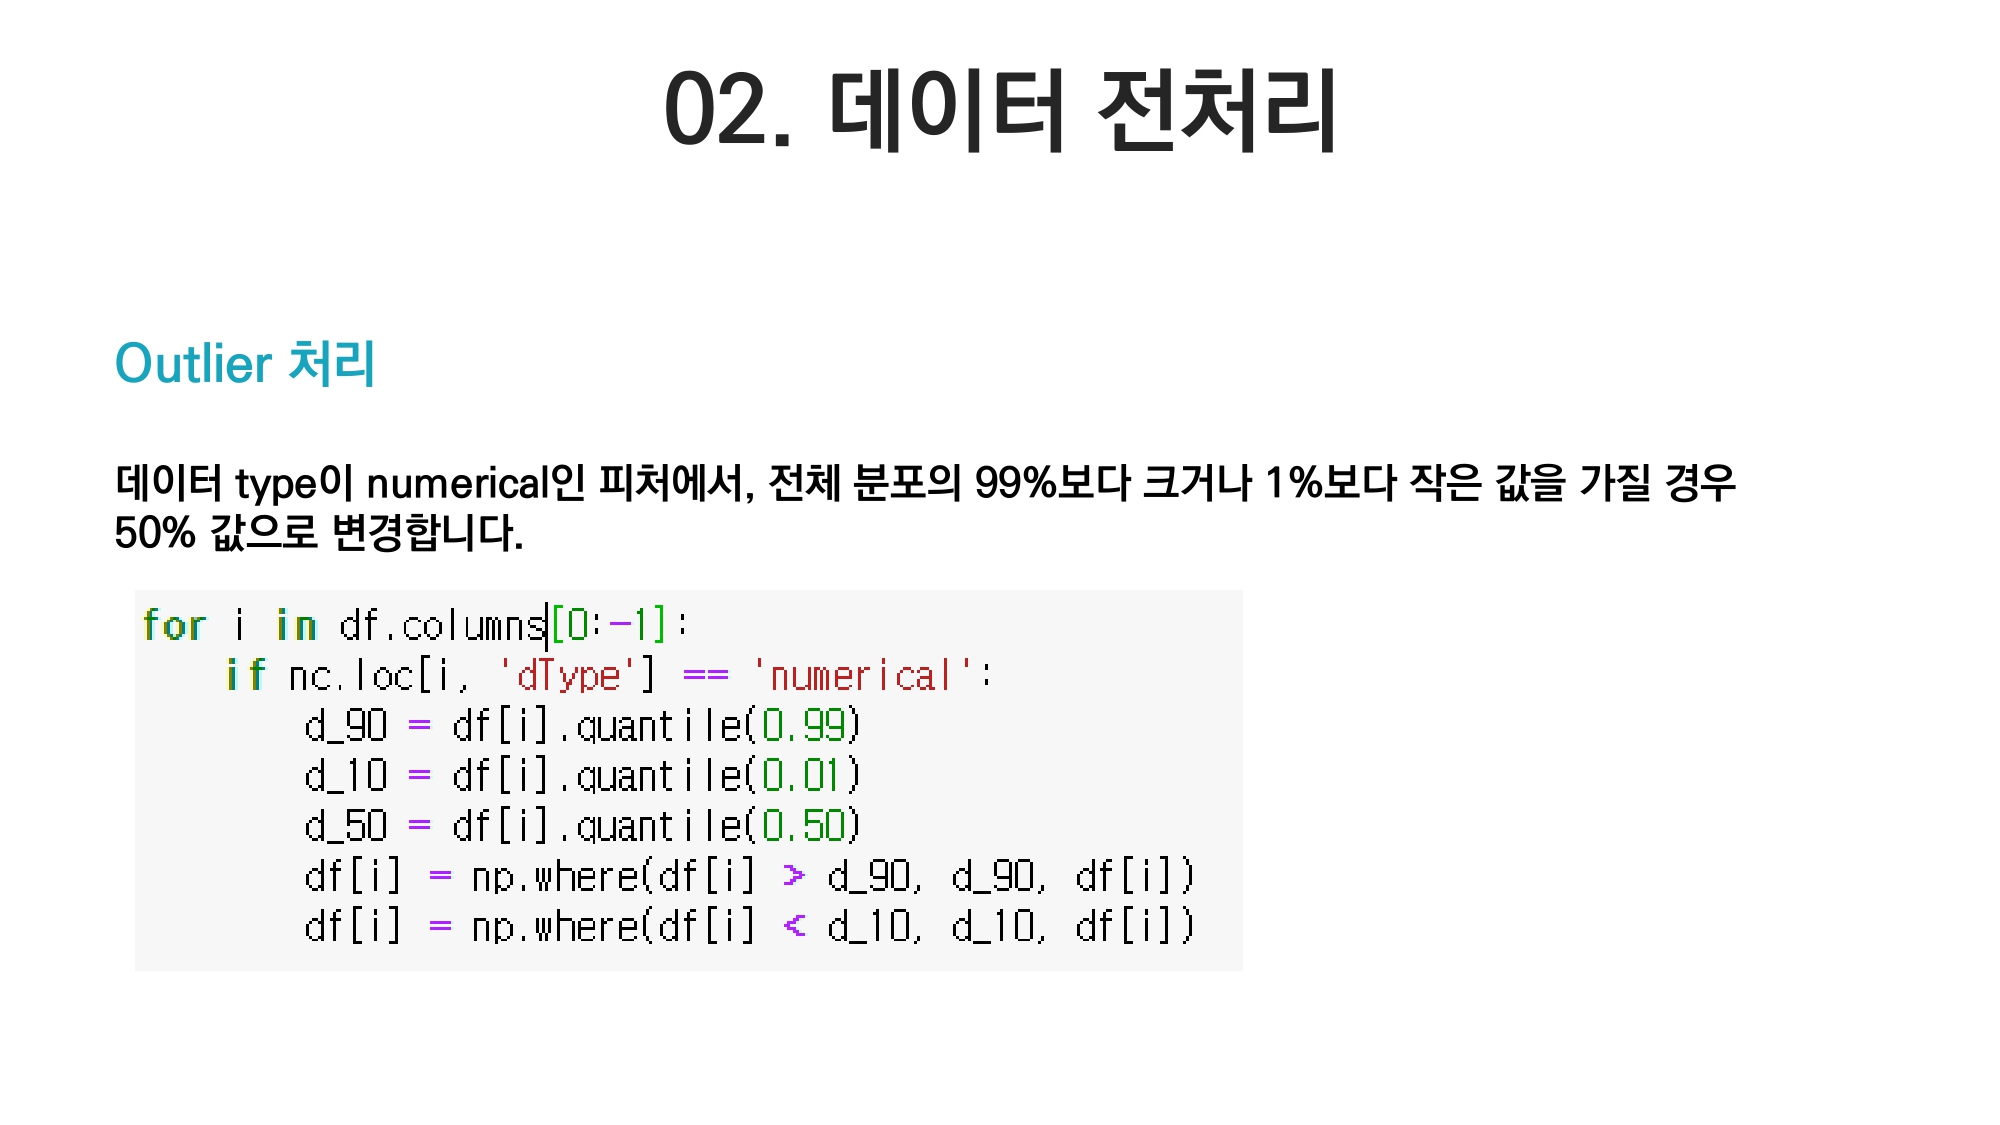 02. 데이터 전처리
Outlier 처리
데이터 type이 numerical인 피처에서, 전체 분포의 99%보다 크거나 1%보다 작은 값을 가질 경우
50% 값으로 변경합니다.
for i in df.columns[0:-1]:
    if nc.loc[i, 'dType'] == 'numerical':
        d_90 = df[i].quantile(0.99)
        d_10 = df[i].quantile(0.01)
        d_50 = df[i].quantile(0.50)
        df[i] = np.where(df[i] > d_90, d_90, df[i])
        df[i] = np.where(df[i] < d_10, d_10, df[i])